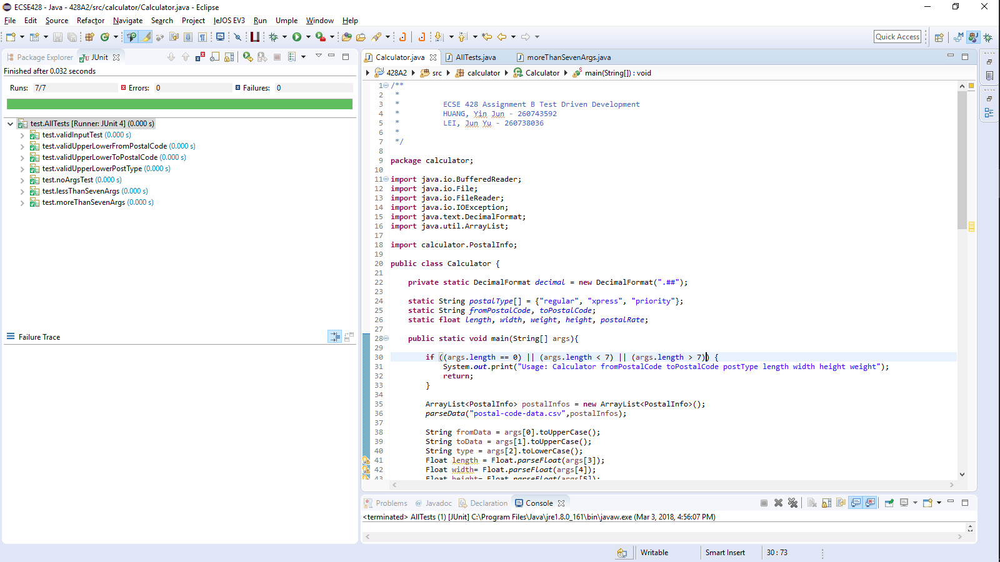 ECSE428 - Java - 428A2/src/calculator/Calculator.java - Eclipse
File Edit Source Refactor Navigate Search Project leJOS EV3 Run Umple Window Help
Quick Access
Package Explorer JUnit
Finished after 0.032 seconds
Runs: 7/7 Errors: 0 Failures: 0
test.AllTests [Runner: JUnit 4] (0.000 s)
test.validInputTest (0.000 s)
test.validUpperLowerFromPostalCode (0.000 s)
test.validUpperLowerToPostalCode (0.000 s)
test.validUpperLowerPostType (0.000 s)
test.noArgsTest (0.000 s)
test.lessThanSevenArgs (0.000 s)
test.moreThanSevenArgs (0.000 s)
Failure Trace
Calculator.java AllTests.java moreThanSevenArgs.java
428A2 src calculator Calculator main(String[]) : void
1 /**
2 *
3 * ECSE 428 Assignment B Test Driven Development
4 * HUANG, Yin Jun - 260743592
5 * LEI, Jun Yu - 260738036
6 *
7 */
8
9 package calculator;
10
11 import java.io.BufferedReader;
12 import java.io.File;
13 import java.io.FileReader;
14 import java.io.IOException;
15 import java.text.DecimalFormat;
16 import java.util.ArrayList;
17
18 import calculator.PostalInfo;
19
20 public class Calculator {
21
22 private static DecimalFormat decimal = new DecimalFormat(".##");
23
24 static String postalType[] = {"regular", "xpress", "priority"};
25 static String fromPostalCode, toPostalCode;
26 static float length, width, weight, height, postalRate;
27
28 public static void main(String[] args){
29
30 if ((args.length == 0) || (args.length < 7) || (args.length > 7)) {
31 System.out.print("Usage: Calculator fromPostalCode toPostalCode postType length width height weight");
32 return;
33 }
34
35 ArrayList<PostalInfo> postalInfos = new ArrayList<PostalInfo>();
36 parseData("postal-code-data.csv",postalInfos);
37
38 String fromData = args[0].toUpperCase();
39 String toData = args[1].toUpperCase();
40 String type = args[2].toLowerCase();
41 Float length = Float.parseFloat(args[3]);
42 Float width= Float.parseFloat(args[4]);
43 Float height= Float.parseFloat(args[5]);
Problems Javadoc Declaration Console
<terminated> AllTests (1) [JUnit] C:\Program Files\Java\jre1.8.0_161\bin\javaw.exe (Mar 3, 2018, 4:56:07 PM)
Writable Smart Insert 30 : 73